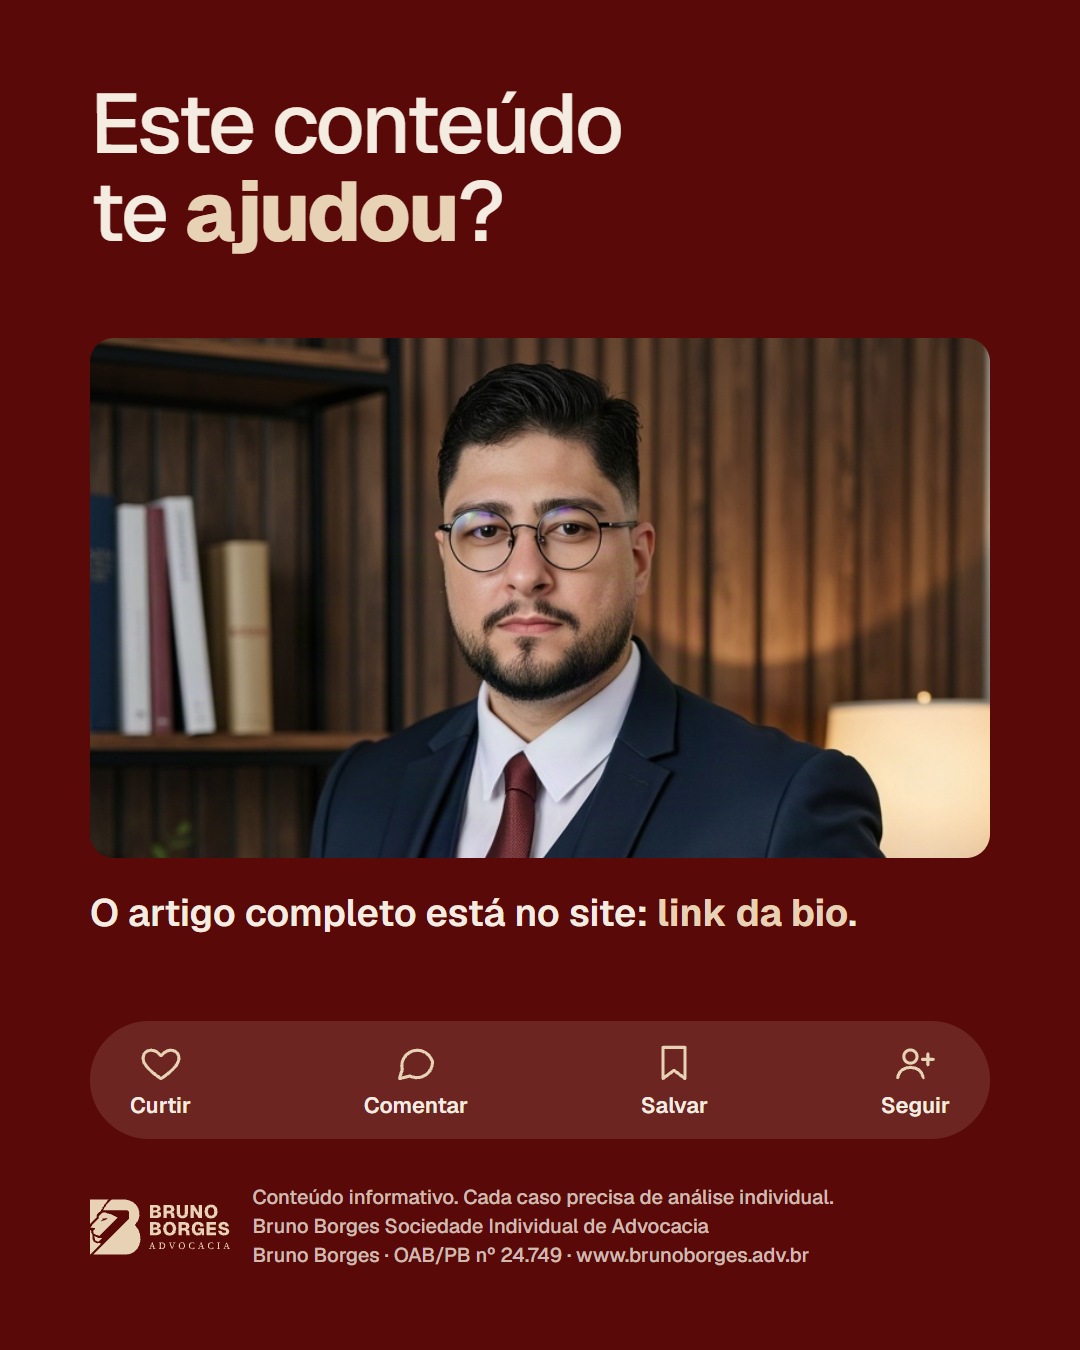 Este conteúdo
te ajudou?
O artigo completo está no site: link da bio.
Curtir
Comentar
Salvar
Seguir
BRUNO
BORGES
ADVOCACIA
Conteúdo informativo. Cada caso precisa de análise individual.
Bruno Borges Sociedade Individual de Advocacia
Bruno Borges · OAB/PB nº 24.749 · www.brunoborges.adv.br